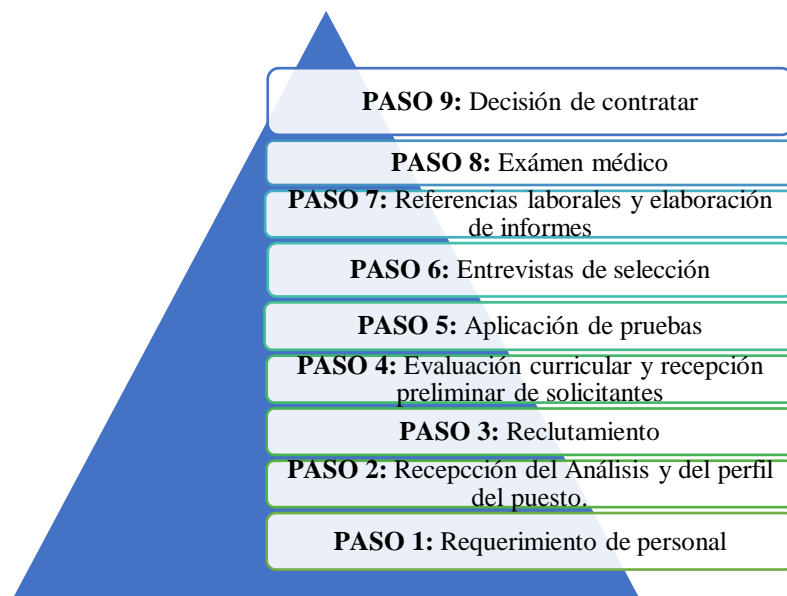 PASO 9: Decisión de contratar
PASO 8: Exámen médico
PASO 7: Referencias laborales y elaboración
de informes
PASO 6: Entrevistas de selección
PASO 5: Aplicación de pruebas
PASO 4: Evaluación curricular y recepción
preliminar de solicitantes
PASO 3: Reclutamiento
PASO 2: Recepcción del Análisis y del perfil
del puesto.
PASO 1: Requerimiento de personal